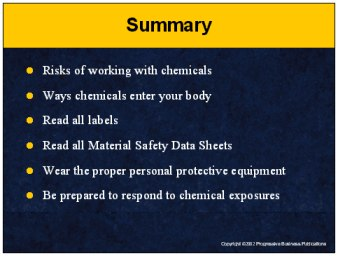 Summary
Risks of working with chemicals
Ways chemicals enter your body
Read all labels
Read all Material Safety Data Sheets
Wear the proper personal protective equipment
Be prepared to respond to chemical exposures
Copyright ©2002 Progressive Business Publications